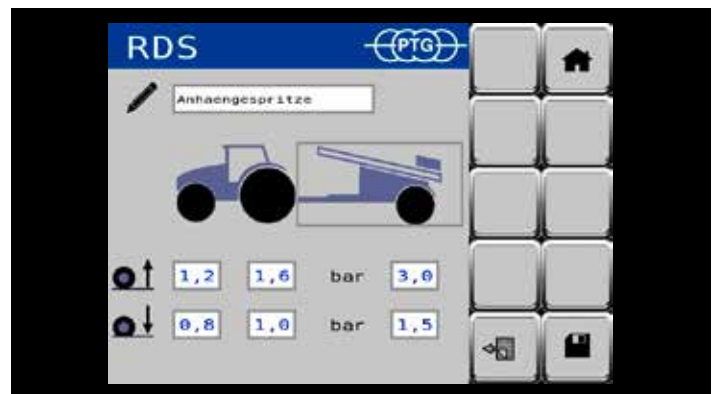 RDS
PTG
Anhaengespritze
1,2 1,6 bar 3,0
0,8 1,0 bar 1,5